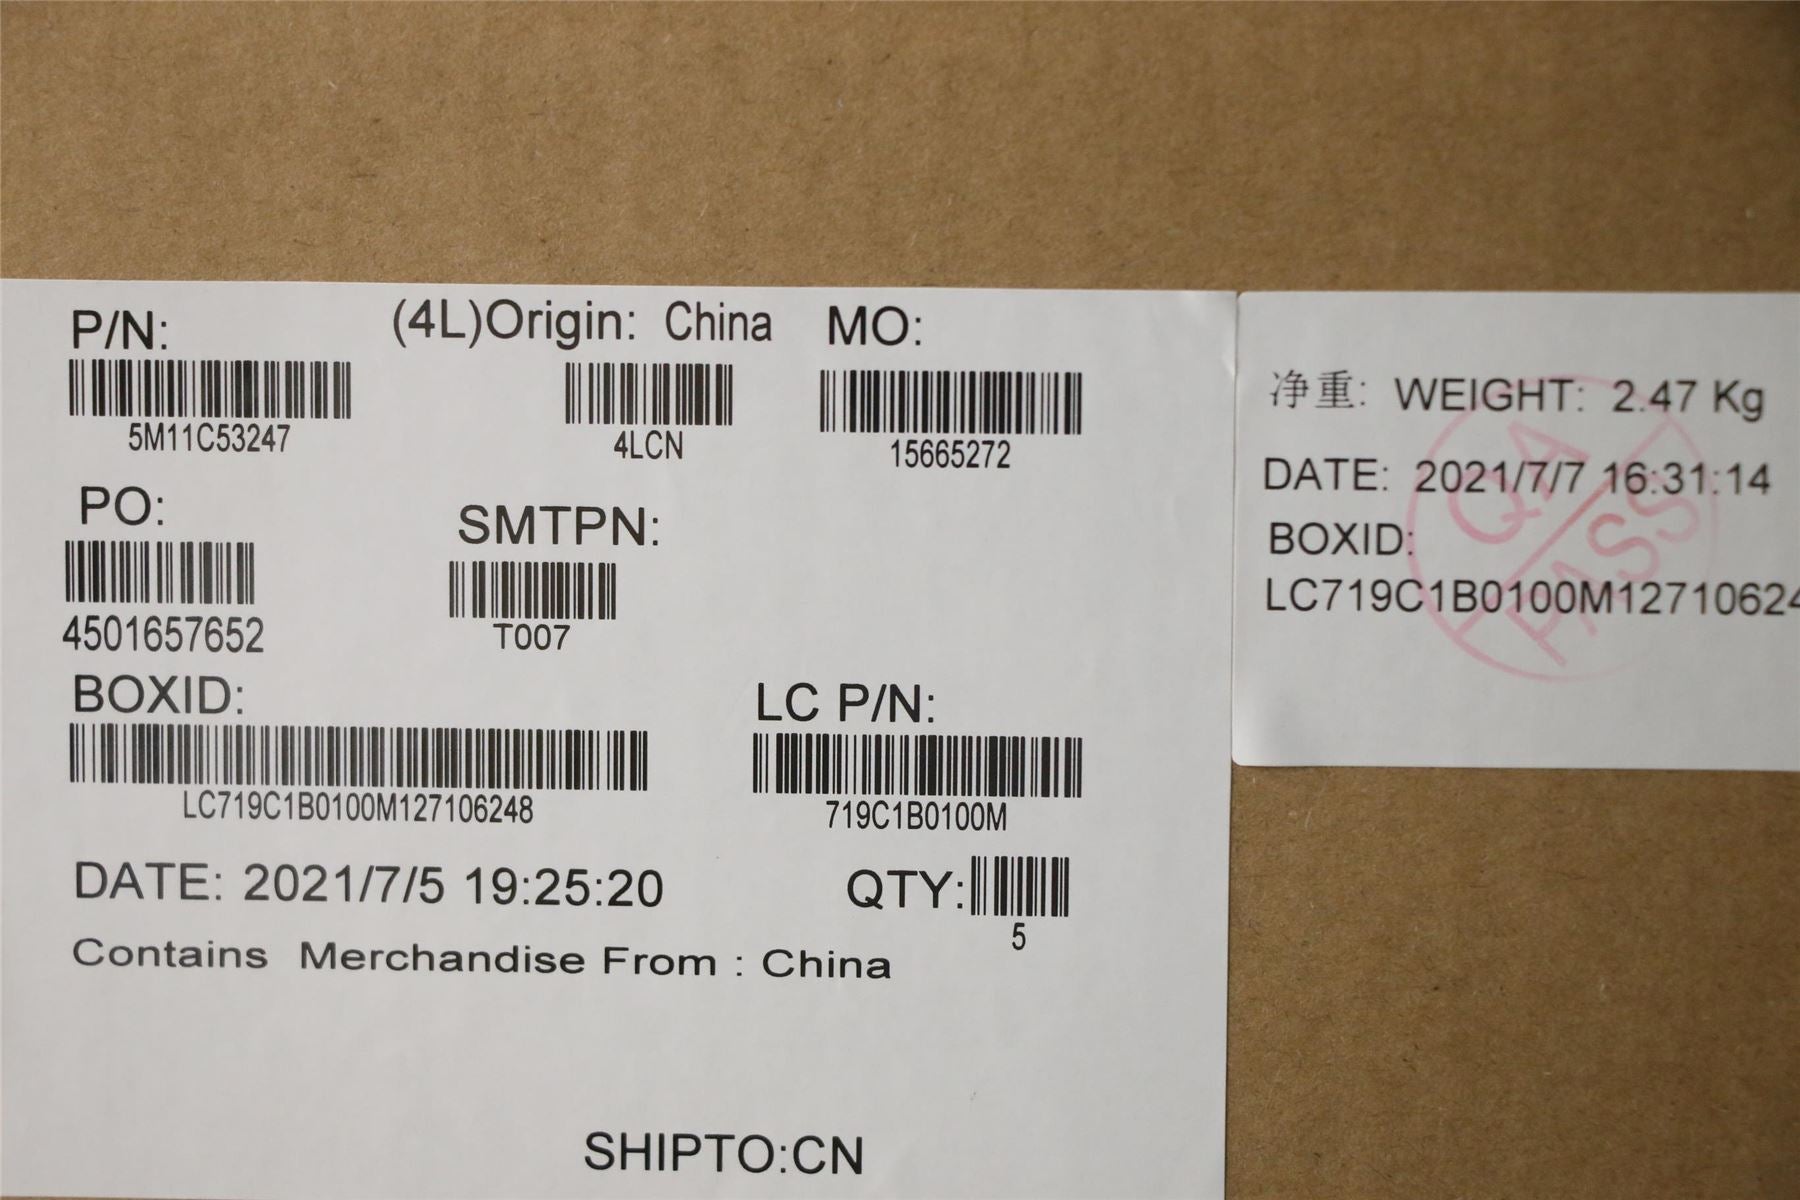 P/N:
(4L)Origin: China
MO:
5M11C53247
4LCN
15665272
PO:
SMTPN:
4501657652
T007
BOXID:
LC P/N:
LC719C1B0100M127106248
719C1B0100M
DATE: 2021/7/5 19:25:20
QTY:
5
Contains Merchandise From : China
SHIPTO:CN
净重: WEIGHT: 2.47 Kg
DATE: 2021/7/7 16:31:14
BOXID:
LC719C1B0100M12710624
QA
PASS